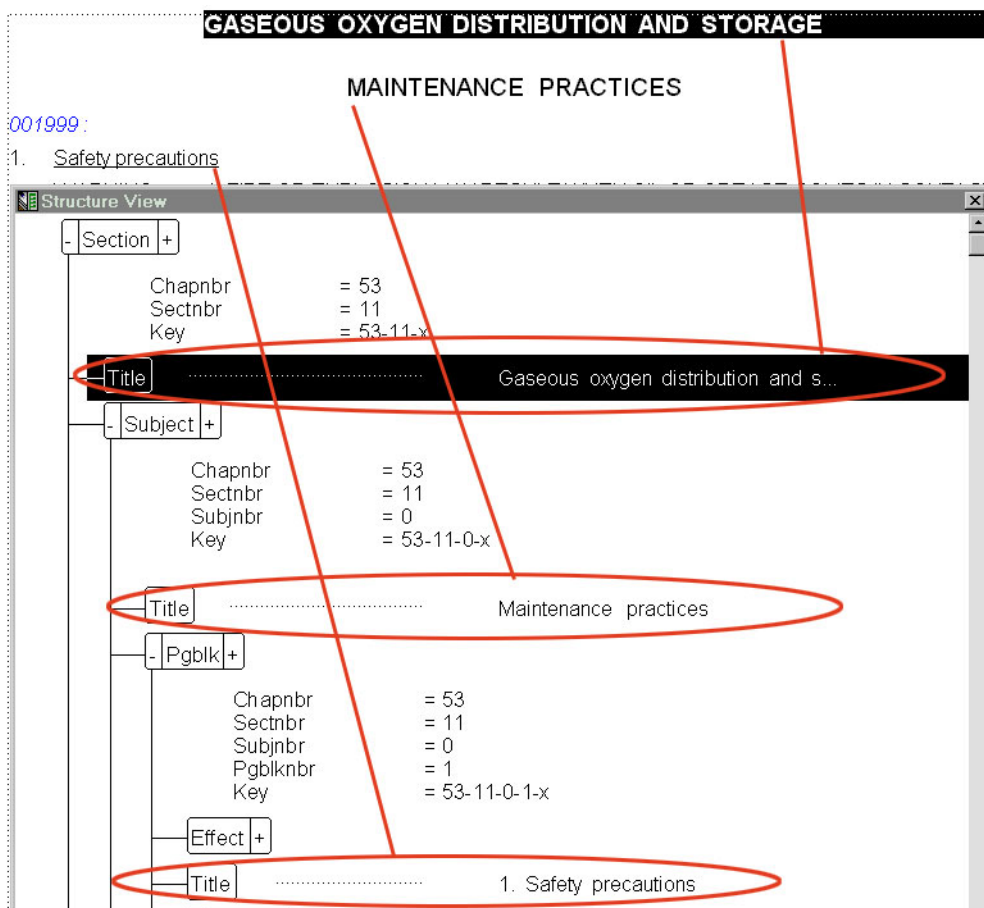 GASEOUS OXYGEN DISTRIBUTION AND STORAGE
MAINTENANCE PRACTICES
001999 :
1. Safety precautions
Structure View
- Section +
Chapnbr = 53
Sectnbr = 11
Key = 53-11-x
Title Gaseous oxygen distribution and s...
- Subject +
Chapnbr = 53
Sectnbr = 11
Subjnbr = 0
Key = 53-11-0-x
Title Maintenance practices
- Pgblk +
Chapnbr = 53
Sectnbr = 11
Subjnbr = 0
Pgblknbr = 1
Key = 53-11-0-1-x
Effect +
Title 1. Safety precautions